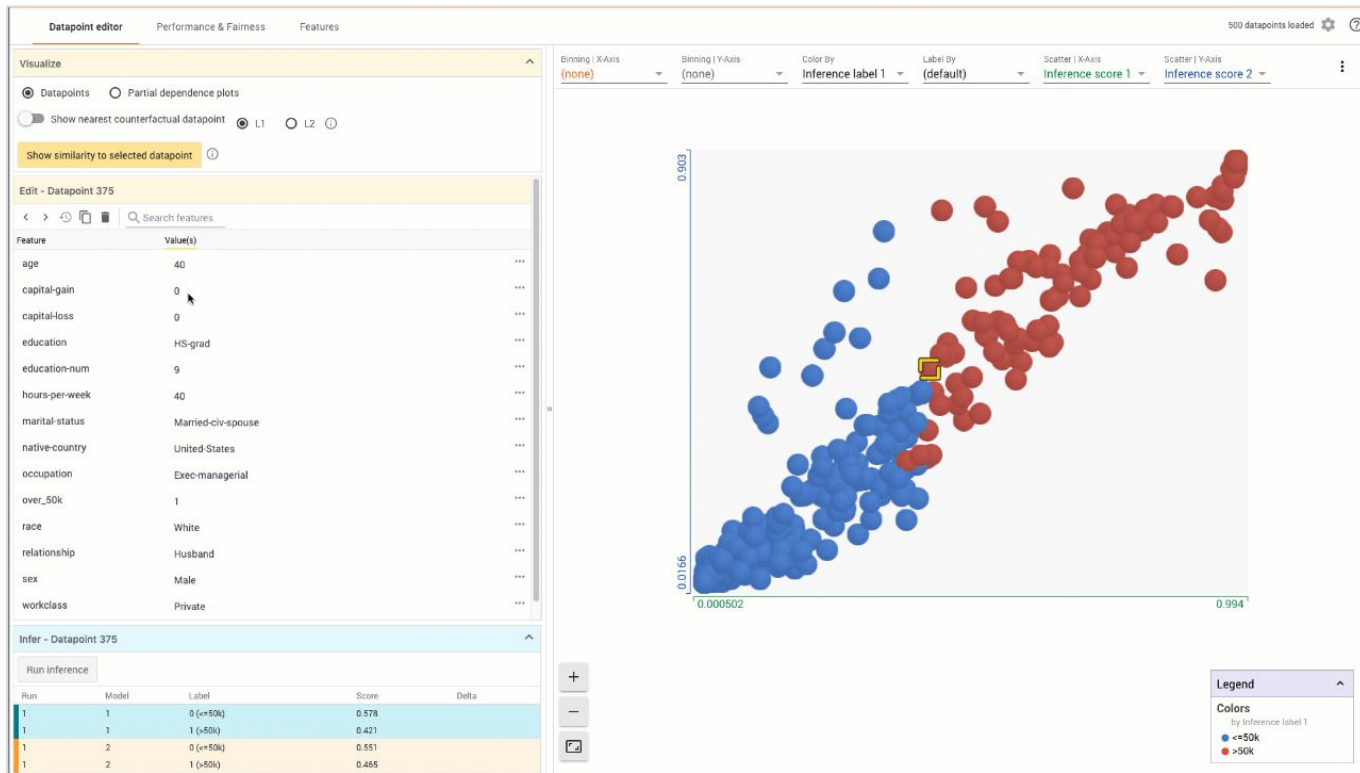 Datapoint editor Performance & Fairness Features 500 datapoints loaded
Visualize
Datapoints Partial dependence plots
Show nearest counterfactual datapoint L1 L2
Show similarity to selected datapoint
Edit - Datapoint 375
Search features
Feature Value(s)
age 40
capital-gain 0
capital-loss 0
education HS-grad
education-num 9
hours-per-week 40
marital-status Married-civ-spouse
native-country United-States
occupation Exec-managerial
over_50k 1
race White
relationship Husband
sex Male
workclass Private
Infer - Datapoint 375
Run inference
Run Model Label Score Delta
1 1 0 (<=50k) 0.578
1 1 1 (>50k) 0.421
1 2 0 (<=50k) 0.551
1 2 1 (>50k) 0.465
Binning | X-Axis Binning | Y-Axis Color By Label By Scatter | X-Axis Scatter | Y-Axis
(none) (none) Inference label 1 (default) Inference score 1 Inference score 2
0.903
0.0166
0.000502 0.994
Legend
Colors
by Inference label 1
<=50k
>50k